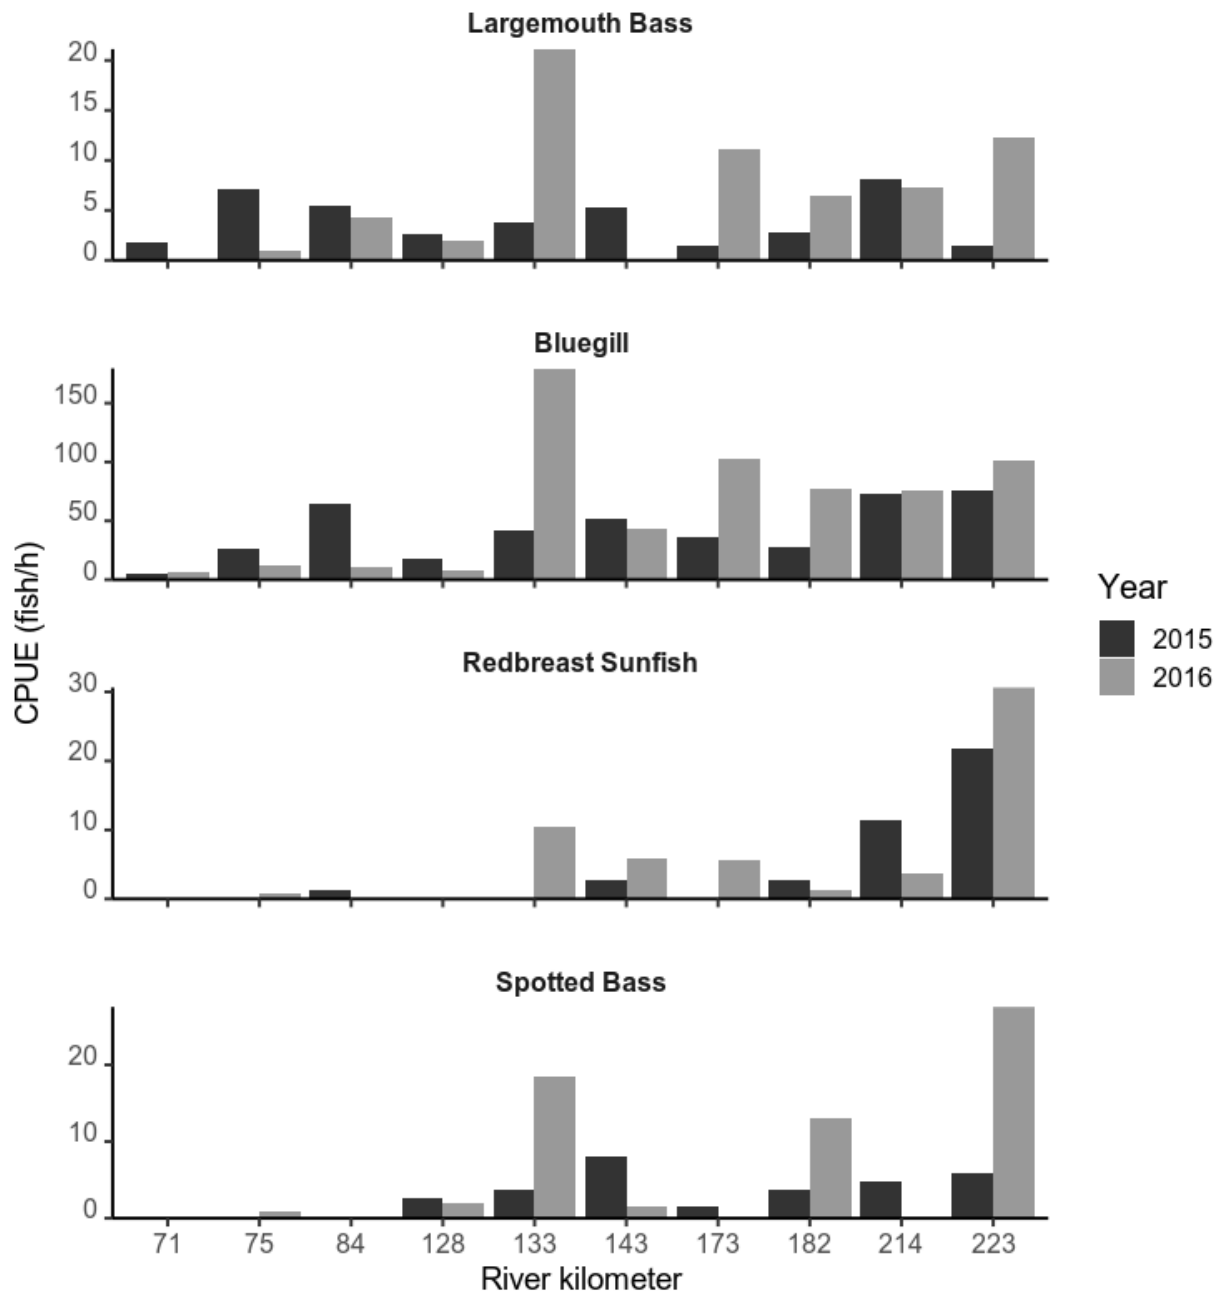 Largemouth Bass
20
15
10
5
0
Bluegill
150
100
50
0
Redbreast Sunfish
30
20
10
0
Spotted Bass
20
10
0
71 75 84 128 133 143 173 182 214 223
River kilometer
CPUE (fish/h)
Year
2015
2016